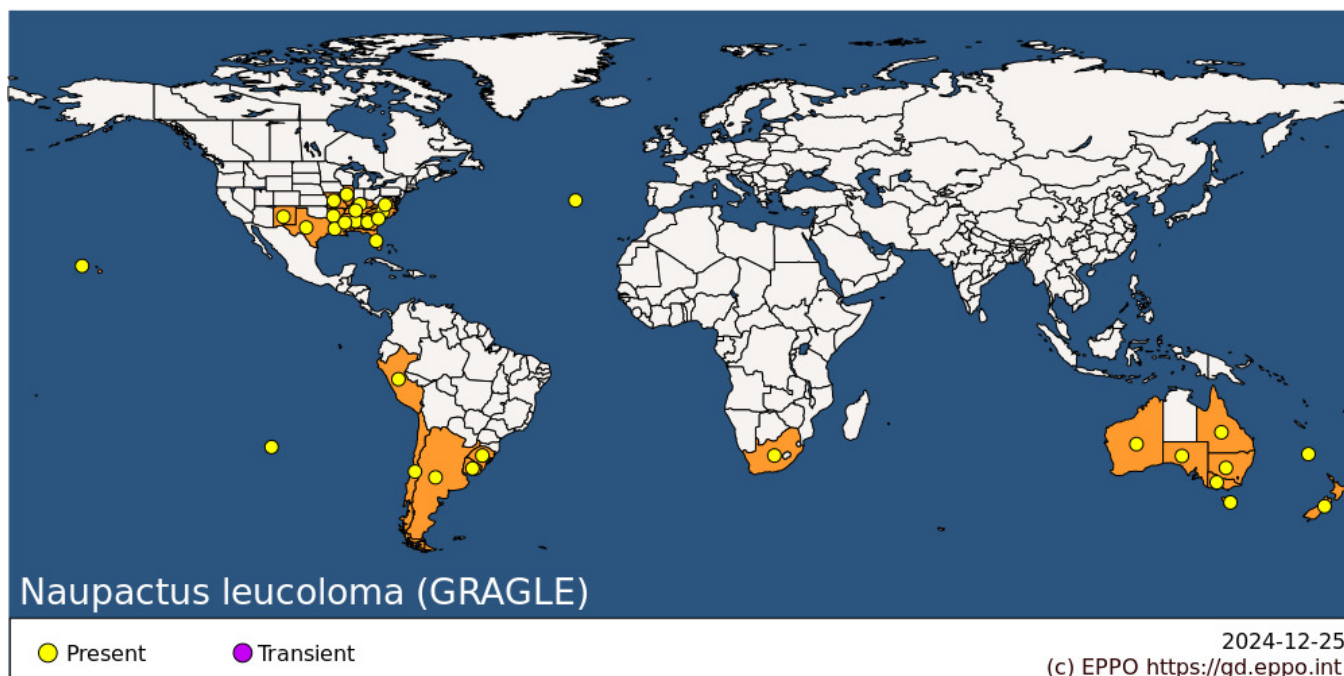 Naupactus leucoloma (GRAGLE)
Present
Transient
2024-12-25
(c) EPPO https://gd.eppo.int